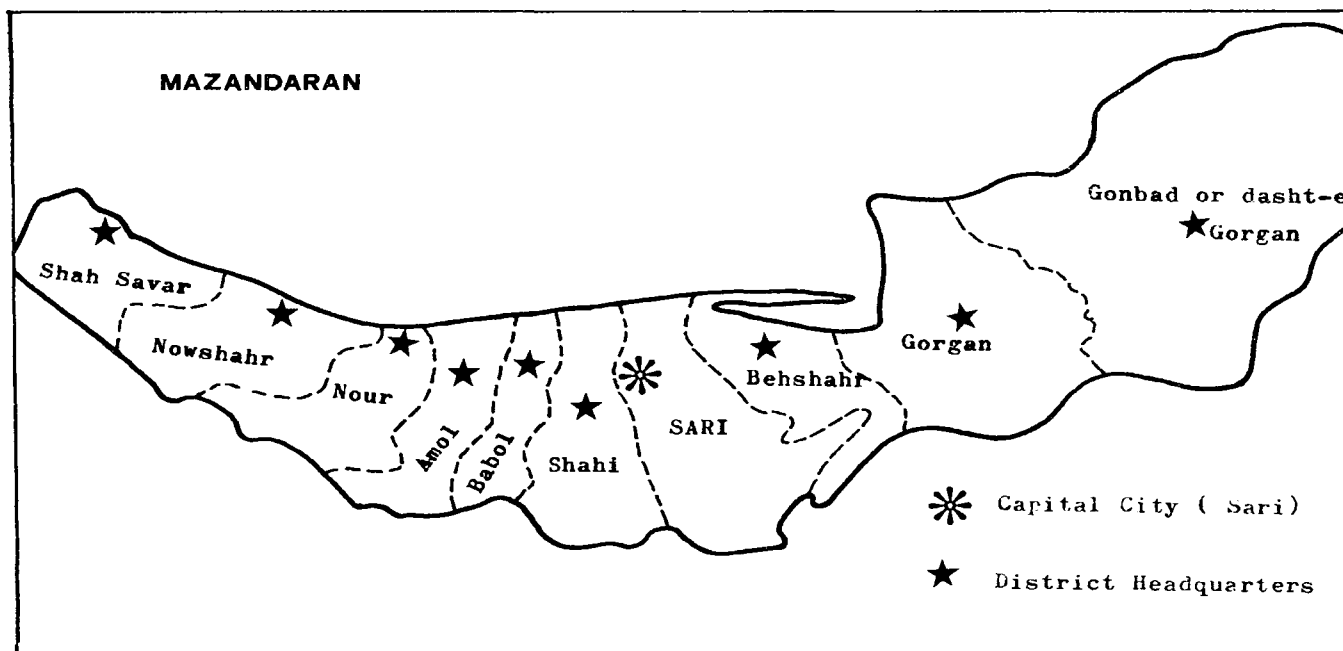 MAZANDARAN
Gonbad or dasht-e
Gorgan
Shah Savar
Nowshahr
Nour
Amol
Babol
Shahi
SARI
Behshahr
Gorgan
Capital City ( Sari)
District Headquarters